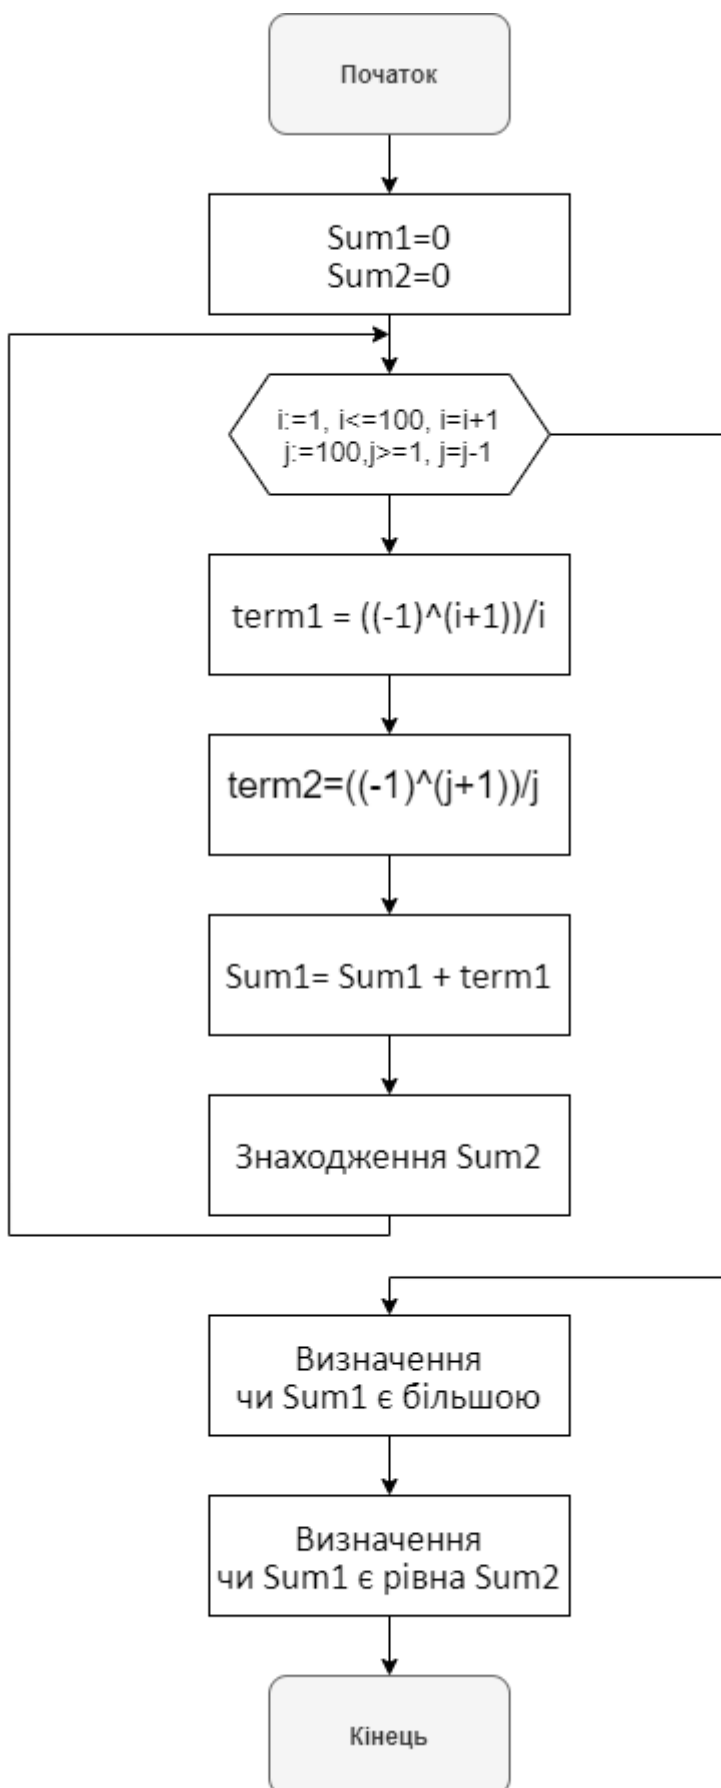 Початок
Sum1=0
Sum2=0
i:=1, i<=100, i=i+1
j:=100,j>=1, j=j-1
term1 = ((-1)^(i+1))/i
term2=((-1)^(j+1))/j
Sum1= Sum1 + term1
Знаходження Sum2
Визначення
чи Sum1 є більшою
Визначення
чи Sum1 є рівна Sum2
Кінець